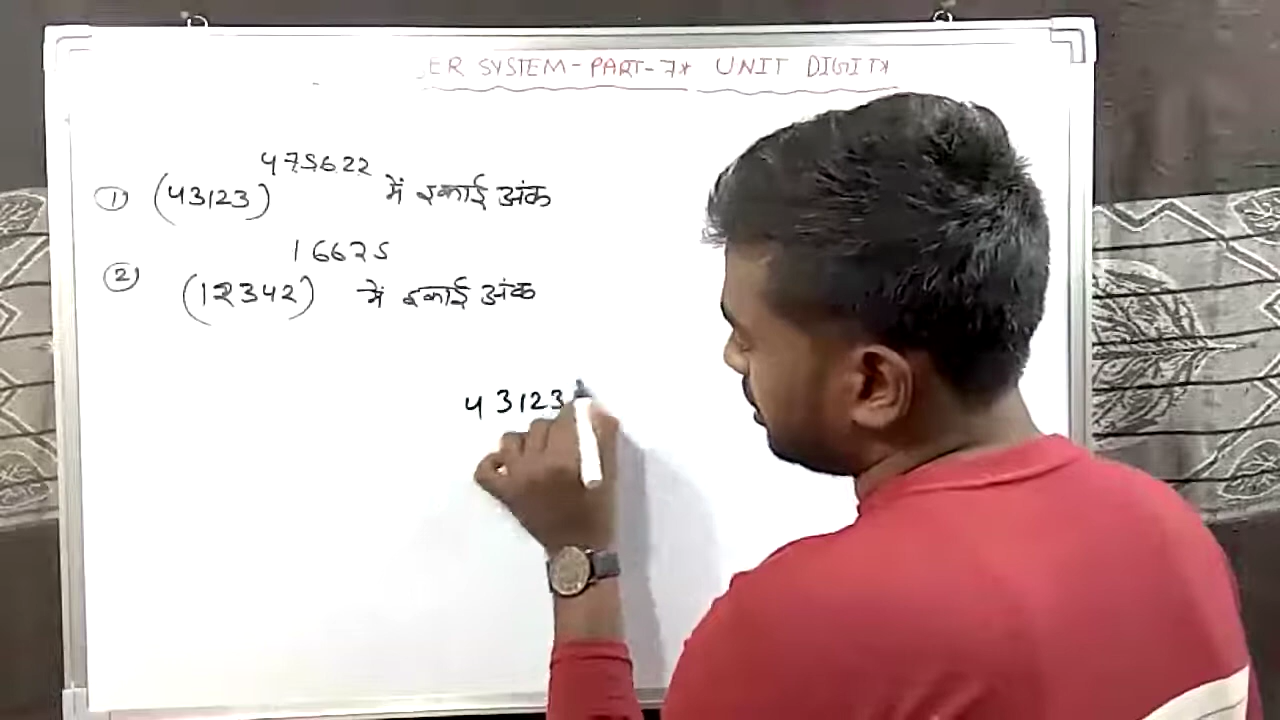 ER SYSTEM-PART-7* UNIT DIGIT*
① (43123)^475622 में इकाई अंक
② (12342)^16625 में इकाई अंक
43123